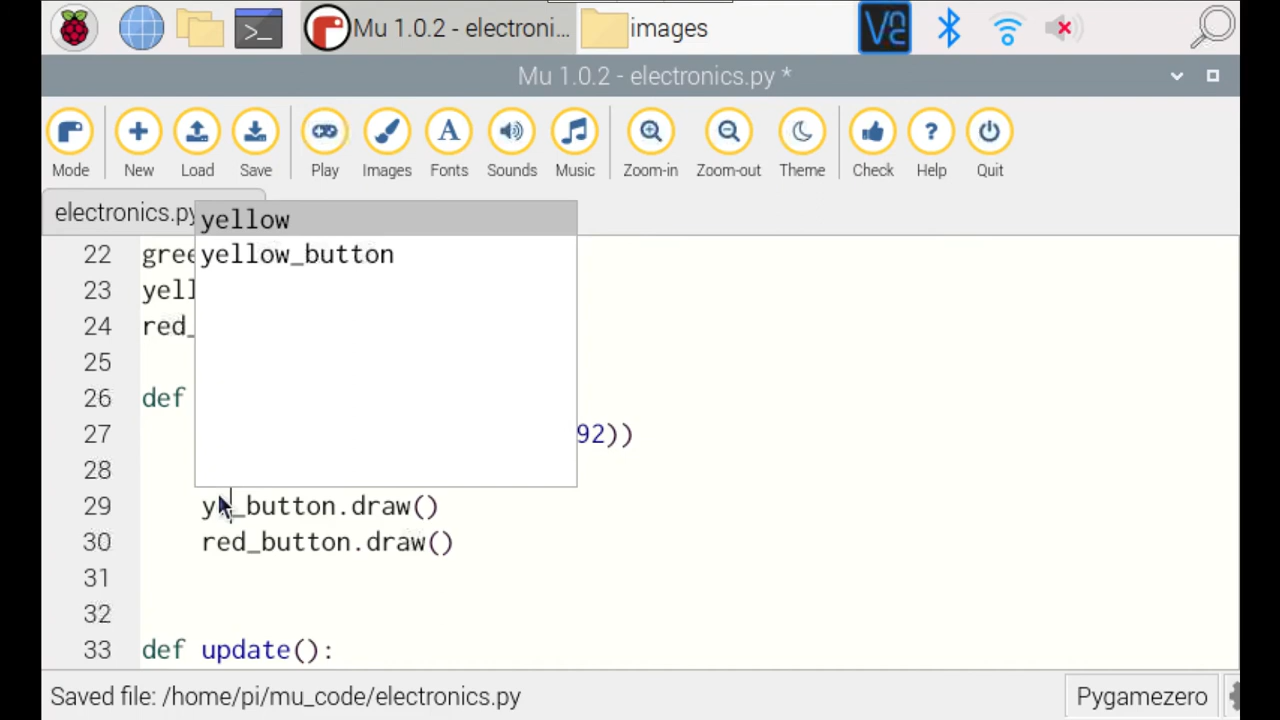 Mu 1.0.2 - electroni... images
Mu 1.0.2 - electronics.py *
Mode New Load Save Play Images Fonts Sounds Music Zoom-in Zoom-out Theme Check Help Quit
electronics.py
yellow
yellow_button
22 gree
23 yell
24 red_
25
26 def
27 92))
28
29 ye_button.draw()
30 red_button.draw()
31
32
33 def update():
Saved file: /home/pi/mu_code/electronics.py Pygamezero